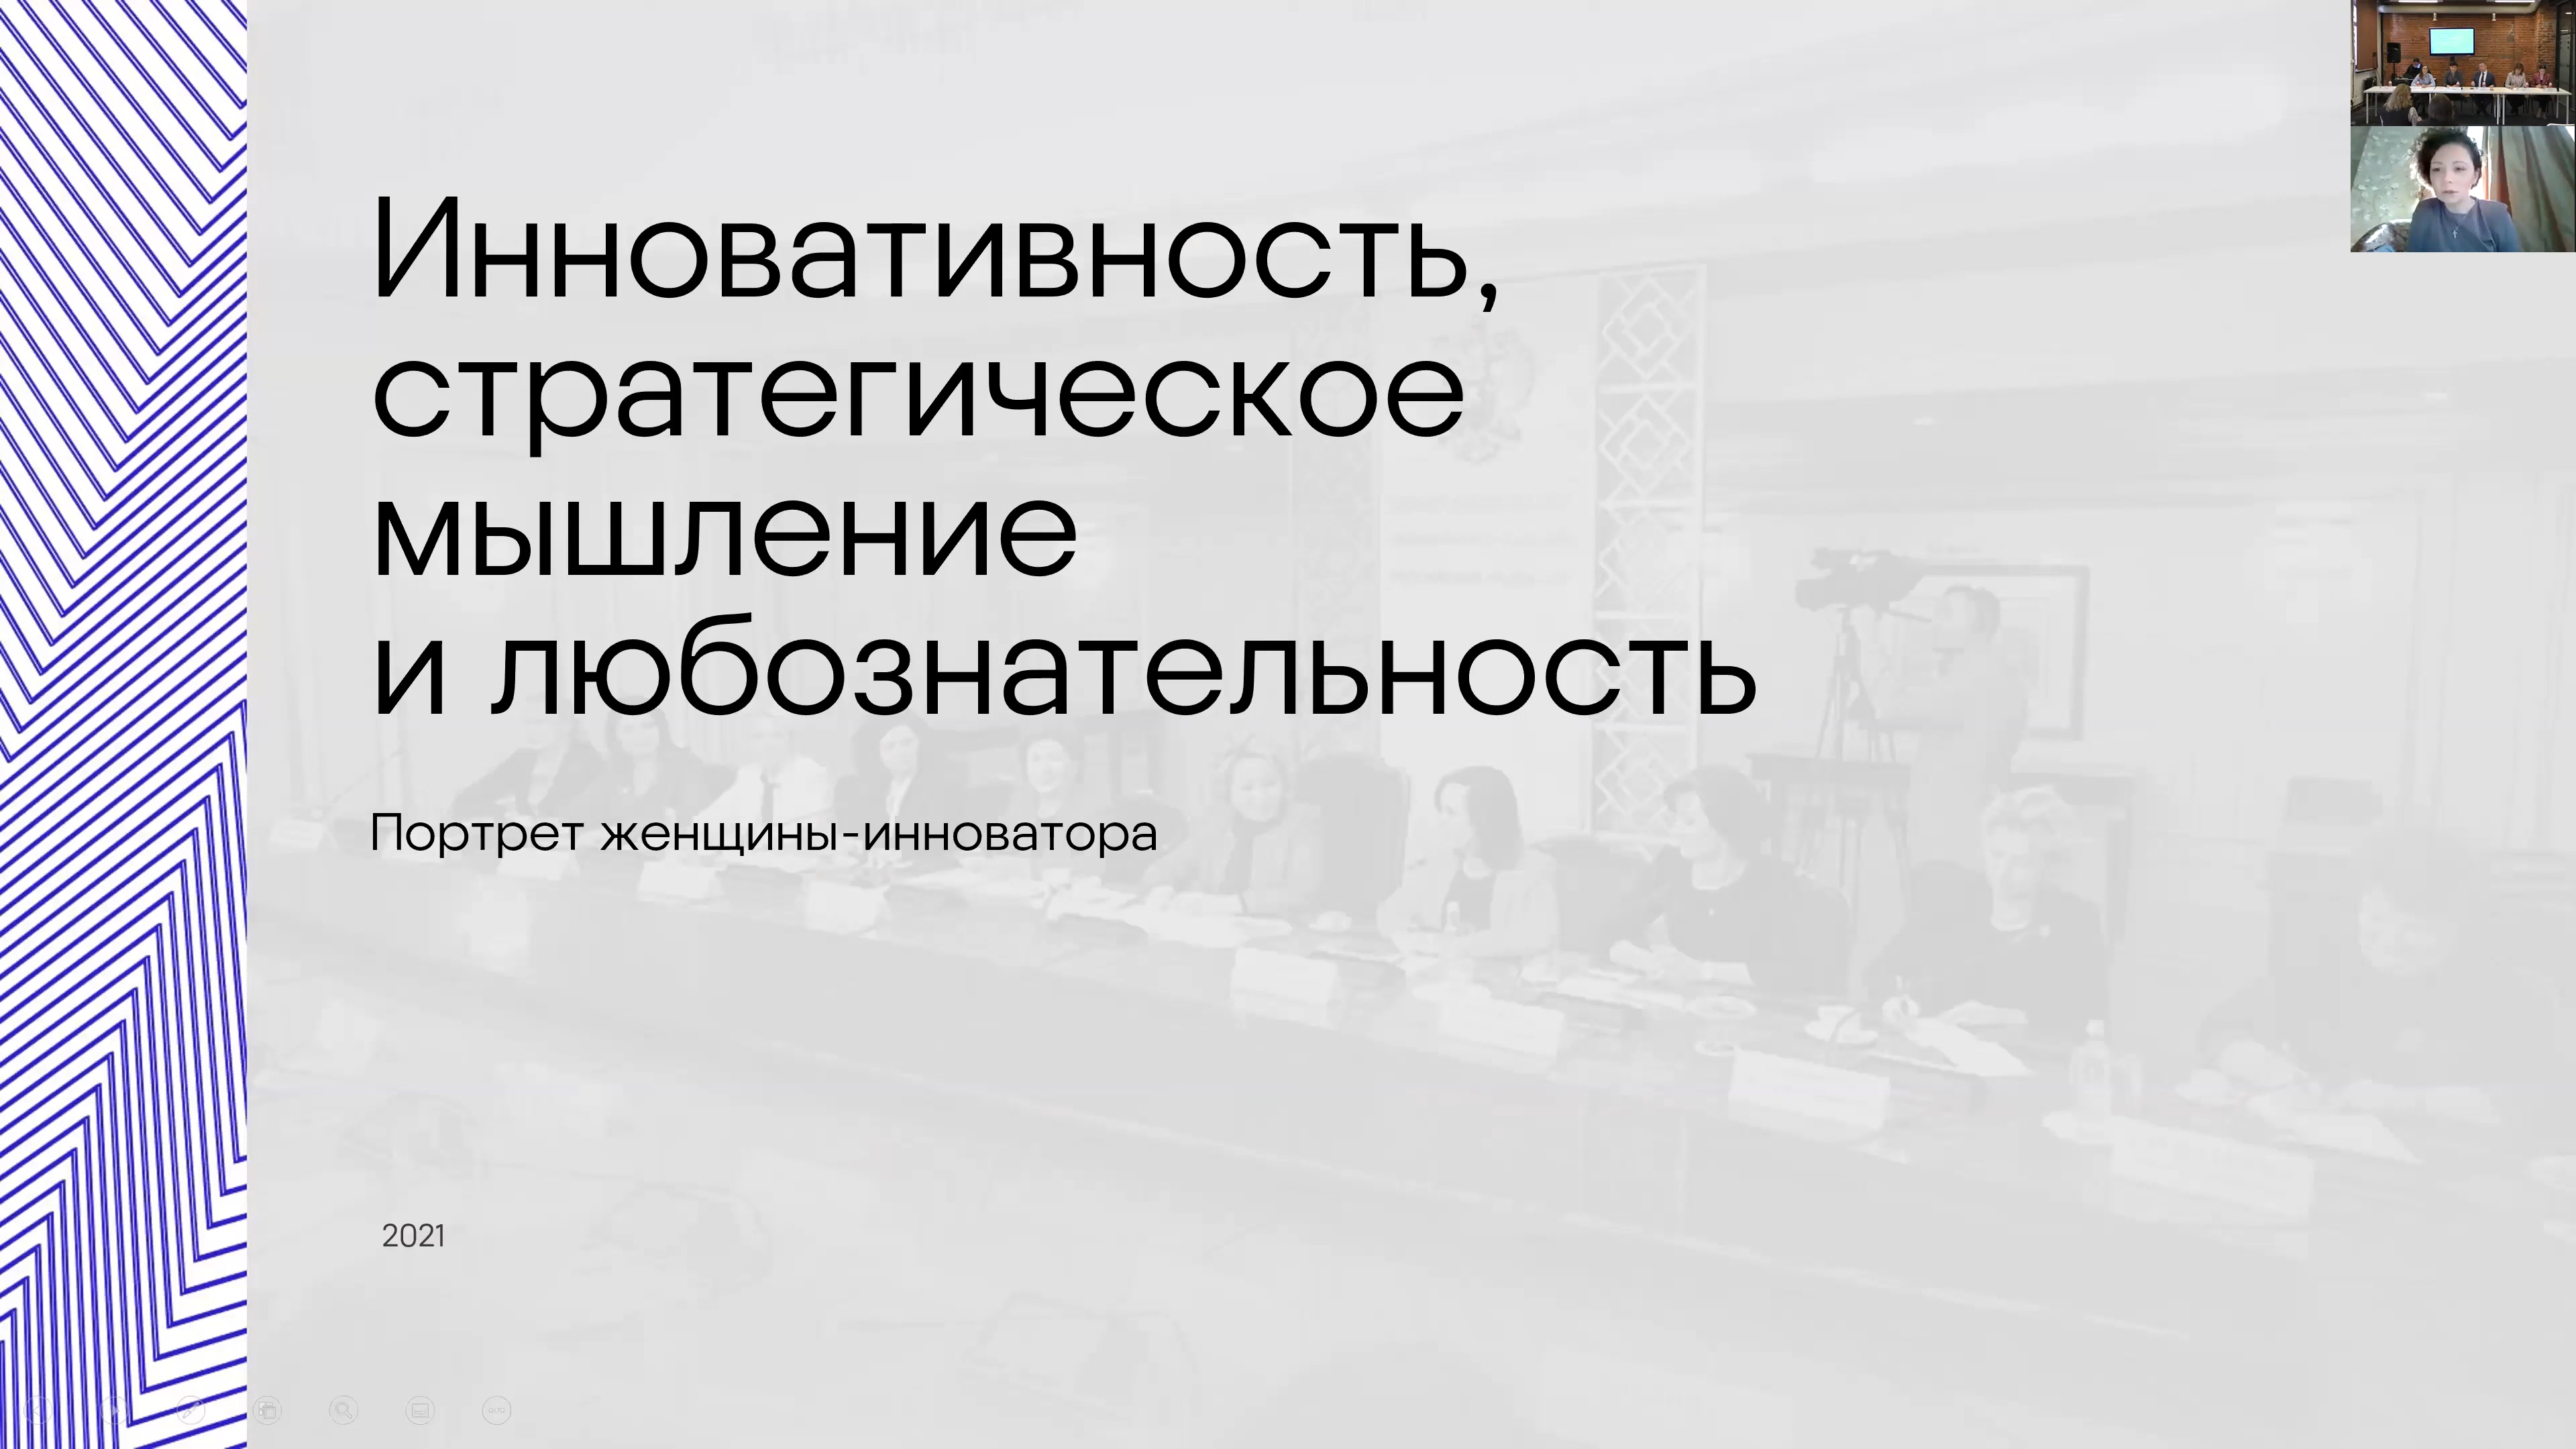 Инновативность,
стратегическое
мышление
и любознательность
Портрет женщины-инноватора
2021